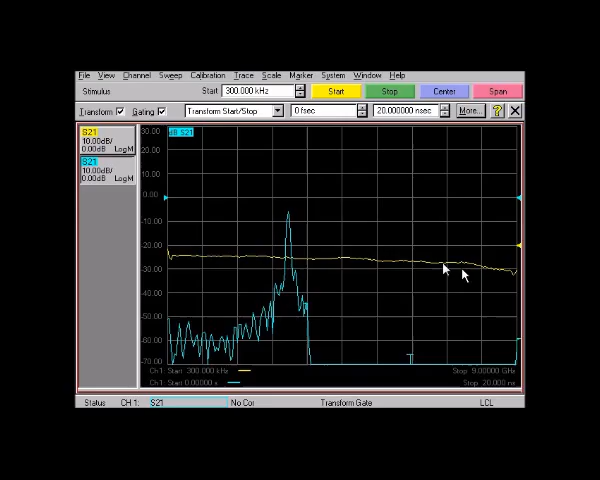 File View Channel Sweep Calibration Trace Scale Marker System Window Help
Stimulus Start 300.000 kHz Start Stop Center Span
Transform Gating Transform Start/Stop 0 fsec 20.000000 nsec More... ?
S21
10.00dB/
0.00dB LogM
S21
10.00dB/
0.00dB LogM
30.00 dB S21
20.00
10.00
0.00
-10.00
-20.00
-30.00
-40.00
-50.00
-60.00
-70.00
Ch1: Start 300.000 kHz Stop 9.00000 GHz
Ch1: Start 0.00000 s Stop 20.000 ns
Status CH 1: S21 No Cor Transform Gate LCL